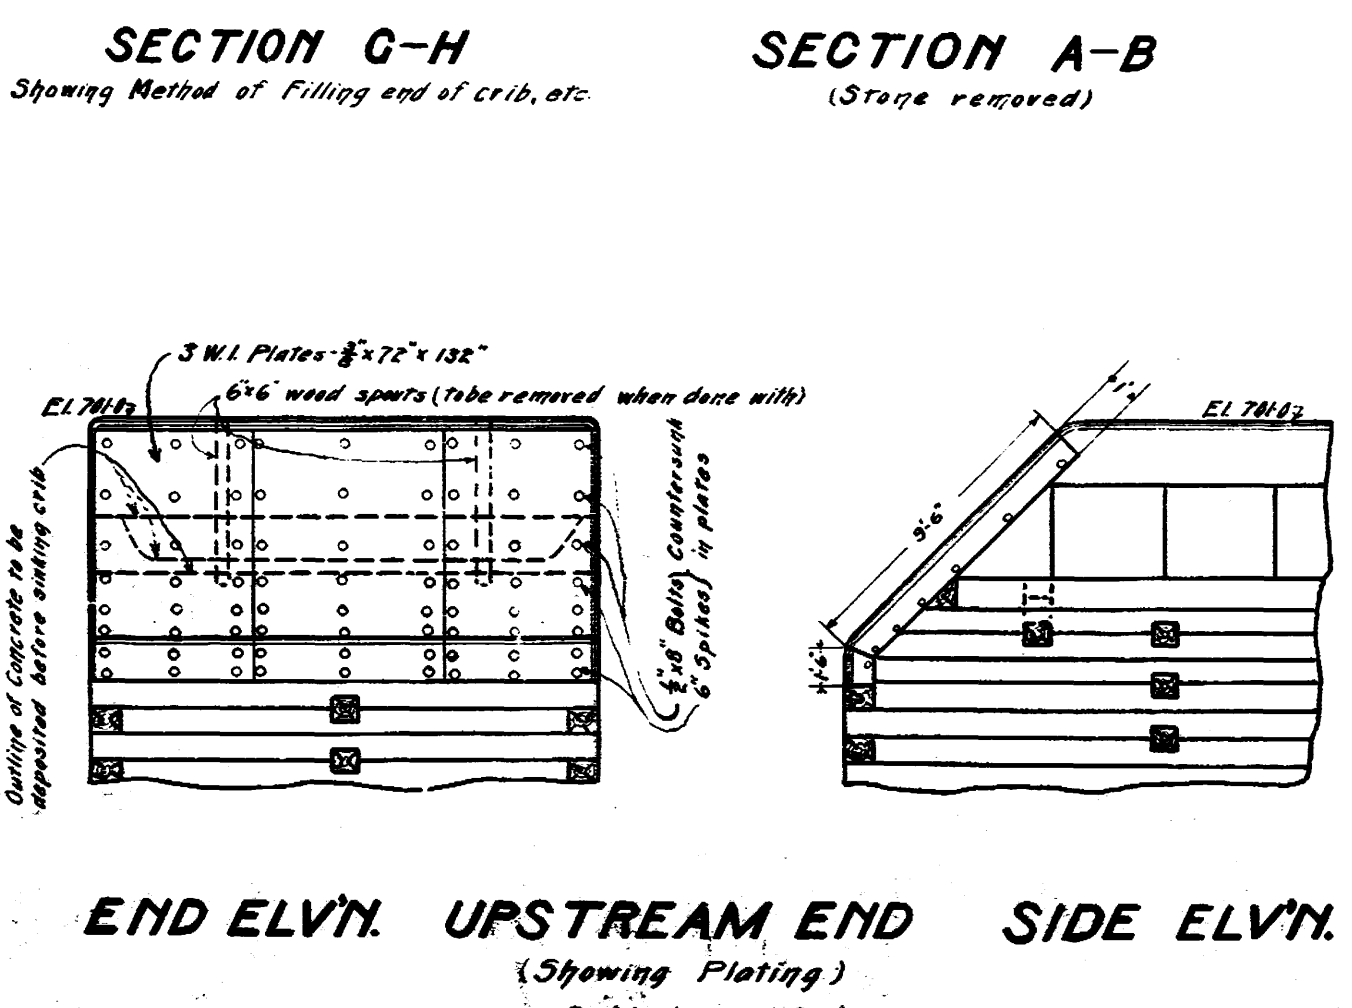 SECTION G-H
Showing Method of Filling end of crib, etc.
SECTION A-B
(Stone removed)
3 W.I. Plates-3/8"x72"x132"
6"x6" wood spouts (to be removed when done with)
El. 701.07
Outline of Concrete to be
deposited before sinking crib
1/2"x8" Bolts } Countersunk
6" Spikes } in plates
1'
9'-6"
1'-6"
El. 701.07
END ELV'N. UPSTREAM END SIDE ELV'N.
(Showing Plating)